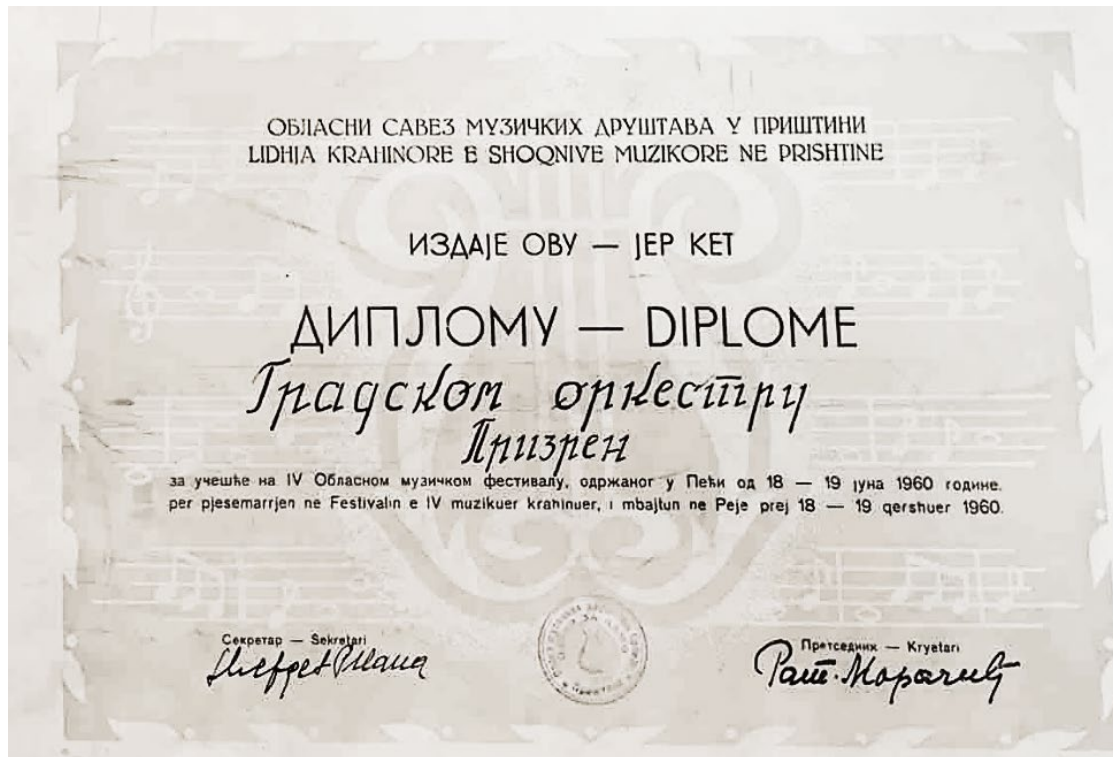 ОБЛАСНИ САВЕЗ МУЗИЧКИХ ДРУШТАВА У ПРИШТИНИ
LIDHJA KRAHINORE E SHOQNIVE MUZIKORE NE PRISHTINE
ИЗДАЈЕ ОВУ — JEP KET
ДИПЛОМУ — DIPLOME
Градском оркестру
Призрен
за учешће на IV Обласном музичком фестивалу, одржаног у Пећи од 18 — 19 јуна 1960 године.
per pjesemarrjen ne Festivalin e IV muzikuer krahinuer, i mbajtun ne Peje prej 18 — 19 qershuer 1960.
Секретар — Sekretari
Претседник — Kryetari
Рат. Морачић